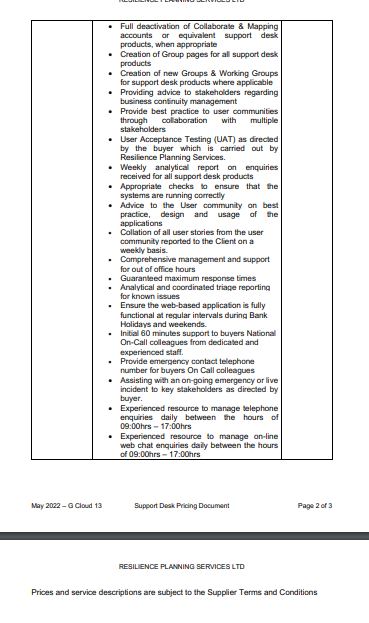 RESILIENCE PLANNING SERVICES LTD
• Full deactivation of Collaborate & Mapping
accounts or equivalent support desk
products, when appropriate
• Creation of Group pages for all support desk
products
• Creation of new Groups & Working Groups
for support desk products where applicable
• Providing advice to stakeholders regarding
business continuity management
• Provide best practice to user communities
through collaboration with multiple
stakeholders
• User Acceptance Testing (UAT) as directed
by the buyer which is carried out by
Resilience Planning Services.
• Weekly analytical report on enquiries
received for all support desk products
• Appropriate checks to ensure that the
systems are running correctly
• Advice to the User community on best
practice, design and usage of the
applications
• Collation of all user stories from the user
community reported to the Client on a
weekly basis.
• Comprehensive management and support
for out of office hours
• Guaranteed maximum response times
• Analytical and coordinated triage reporting
for known issues
• Ensure the web-based application is fully
functional at regular intervals during Bank
Holidays and weekends.
• Initial 60 minutes support to buyers National
On-Call colleagues from dedicated and
experienced staff.
• Provide emergency contact telephone
number for buyers On Call colleagues
• Assisting with an on-going emergency or live
incident to key stakeholders as directed by
buyer.
• Experienced resource to manage telephone
enquiries daily between the hours of
09:00hrs – 17:00hrs
• Experienced resource to manage on-line
web chat enquiries daily between the hours
of 09:00hrs – 17:00hrs
May 2022 – G Cloud 13 Support Desk Pricing Document Page 2 of 3
RESILIENCE PLANNING SERVICES LTD
Prices and service descriptions are subject to the Supplier Terms and Conditions